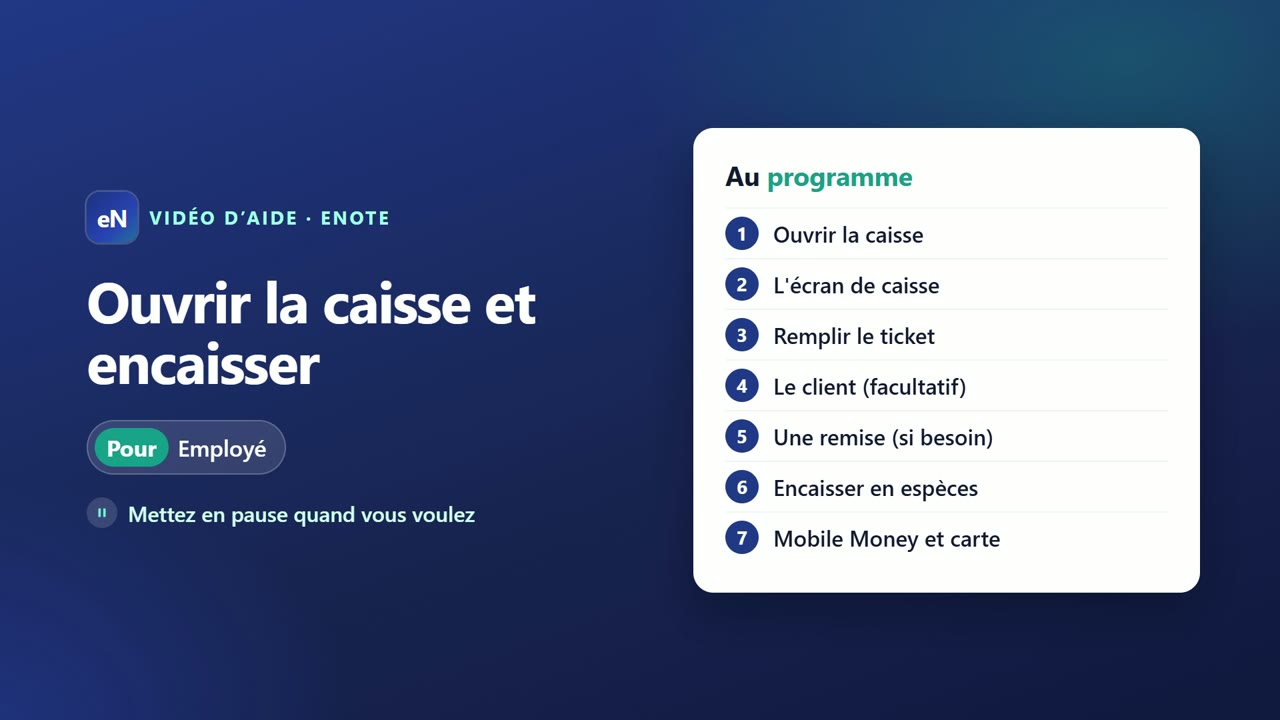 eN
VIDÉO D’AIDE · ENOTE
Ouvrir la caisse et
encaisser
Pour Employé
Mettez en pause quand vous voulez
Au programme
1 Ouvrir la caisse
2 L'écran de caisse
3 Remplir le ticket
4 Le client (facultatif)
5 Une remise (si besoin)
6 Encaisser en espèces
7 Mobile Money et carte